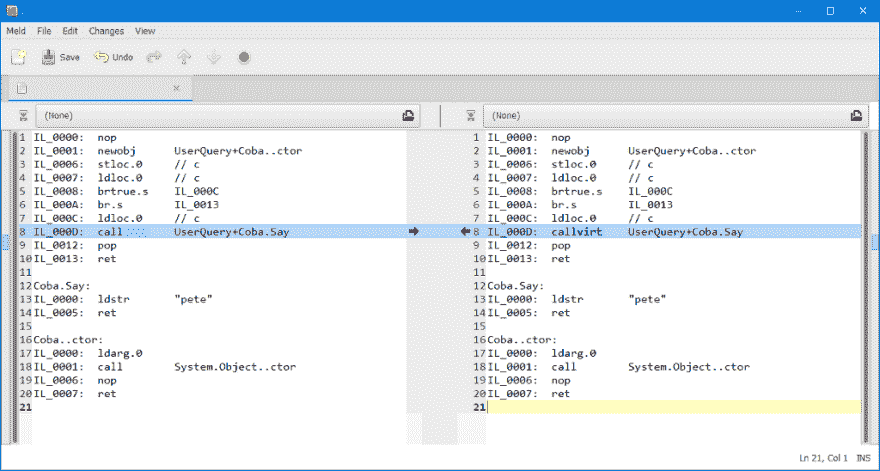 .
Meld File Edit Changes View
Save Undo
(None)
1 IL_0000: nop
2 IL_0001: newobj UserQuery+Coba..ctor
3 IL_0006: stloc.0 // c
4 IL_0007: ldloc.0 // c
5 IL_0008: brtrue.s IL_000C
6 IL_000A: br.s IL_0013
7 IL_000C: ldloc.0 // c
8 IL_000D: call UserQuery+Coba.Say
9 IL_0012: pop
10 IL_0013: ret
11
12 Coba.Say:
13 IL_0000: ldstr "pete"
14 IL_0005: ret
15
16 Coba..ctor:
17 IL_0000: ldarg.0
18 IL_0001: call System.Object..ctor
19 IL_0006: nop
20 IL_0007: ret
21
(None)
1 IL_0000: nop
2 IL_0001: newobj UserQuery+Coba..ctor
3 IL_0006: stloc.0 // c
4 IL_0007: ldloc.0 // c
5 IL_0008: brtrue.s IL_000C
6 IL_000A: br.s IL_0013
7 IL_000C: ldloc.0 // c
8 IL_000D: callvirt UserQuery+Coba.Say
9 IL_0012: pop
10 IL_0013: ret
11
12 Coba.Say:
13 IL_0000: ldstr "pete"
14 IL_0005: ret
15
16 Coba..ctor:
17 IL_0000: ldarg.0
18 IL_0001: call System.Object..ctor
19 IL_0006: nop
20 IL_0007: ret
21
Ln 21, Col 1 INS